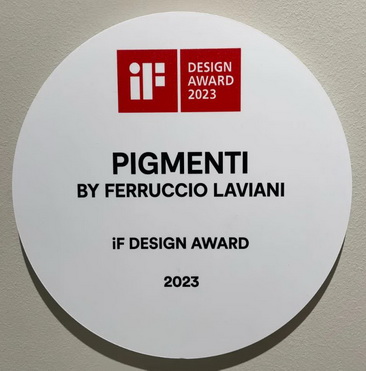 iF
DESIGN
AWARD
2023
PIGMENTI
BY FERRUCCIO LAVIANI
iF DESIGN AWARD
2023